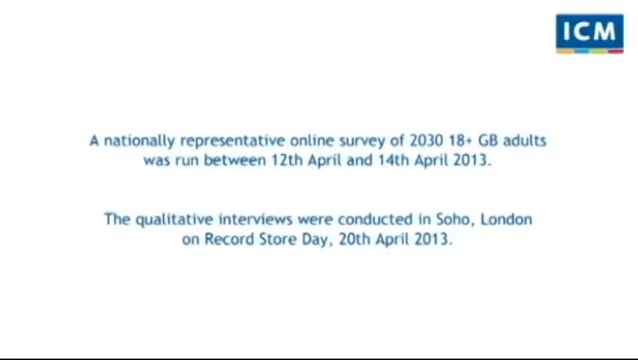 ICM
A nationally representative online survey of 2030 18+ GB adults
was run between 12th April and 14th April 2013.
The qualitative interviews were conducted in Soho, London
on Record Store Day, 20th April 2013.